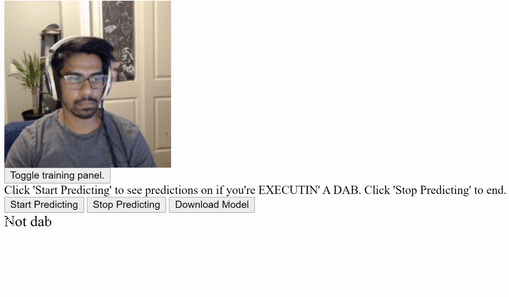 Toggle training panel.
Click 'Start Predicting' to see predictions on if you're EXECUTIN' A DAB. Click 'Stop Predicting' to end.
Start Predicting Stop Predicting Download Model
Not dab